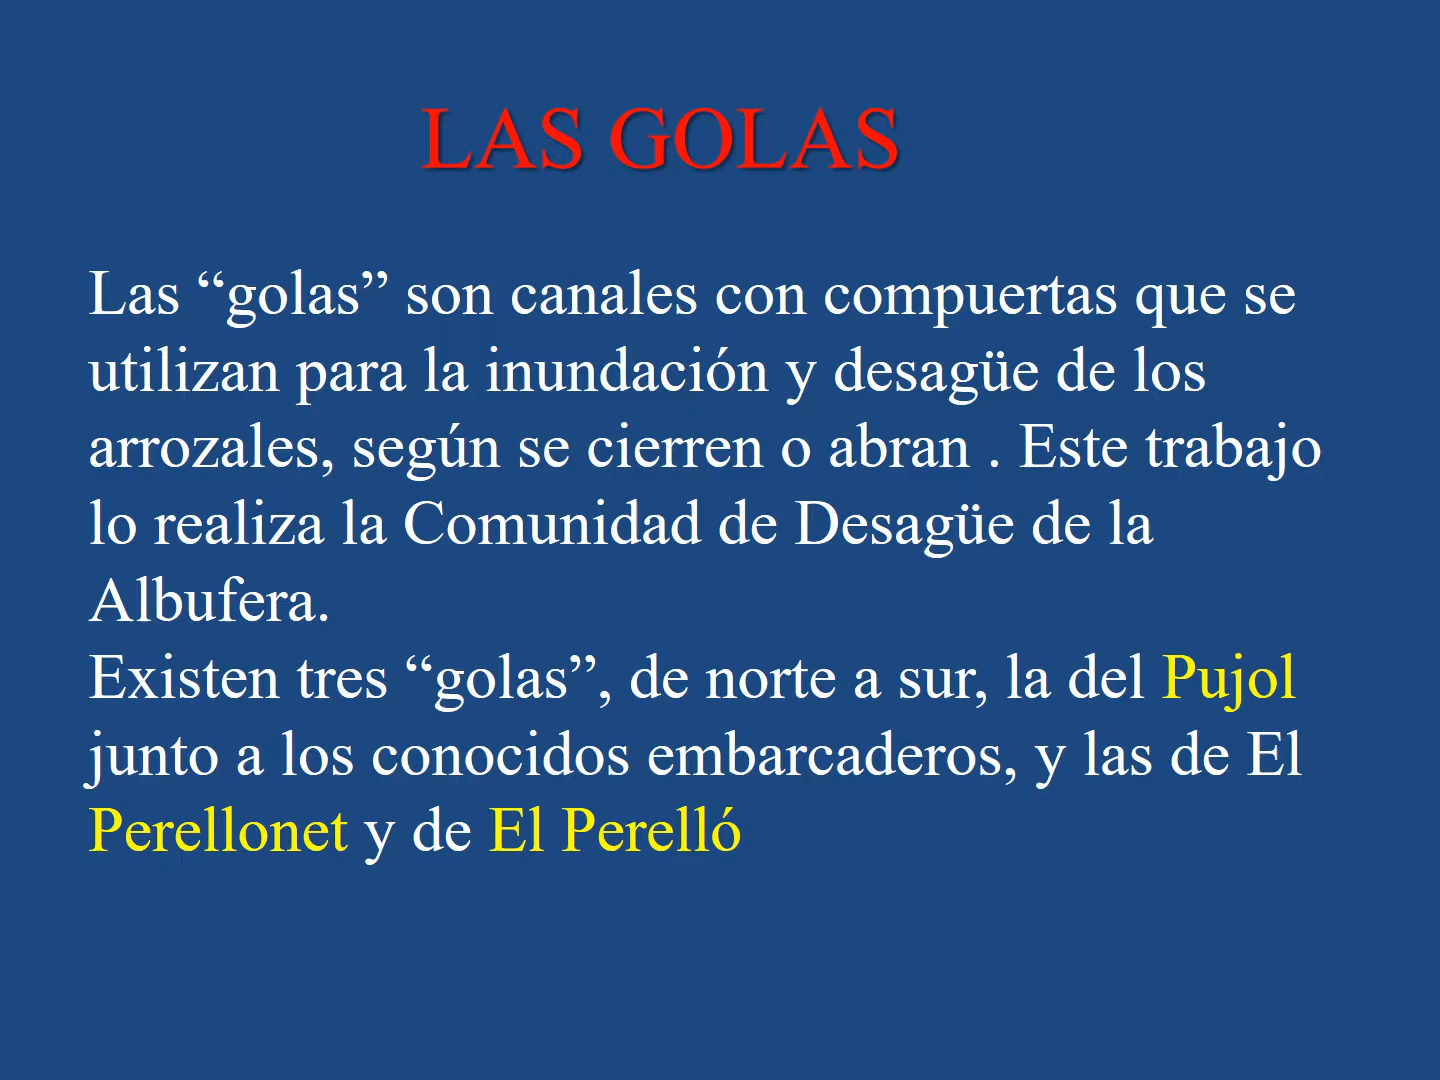 LAS GOLAS
Las “golas” son canales con compuertas que se
utilizan para la inundación y desagüe de los
arrozales, según se cierren o abran . Este trabajo
lo realiza la Comunidad de Desagüe de la
Albufera.
Existen tres “golas”, de norte a sur, la del Pujol
junto a los conocidos embarcaderos, y las de El
Perellonet y de El Perelló